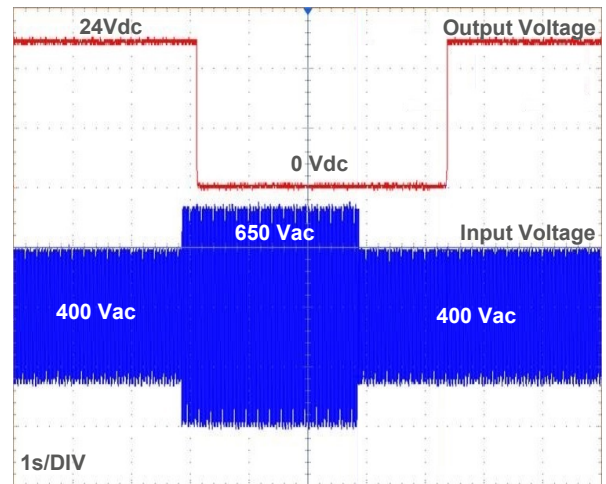 24Vdc
Output Voltage
0 Vdc
650 Vac
Input Voltage
400 Vac
400 Vac
1s/DIV